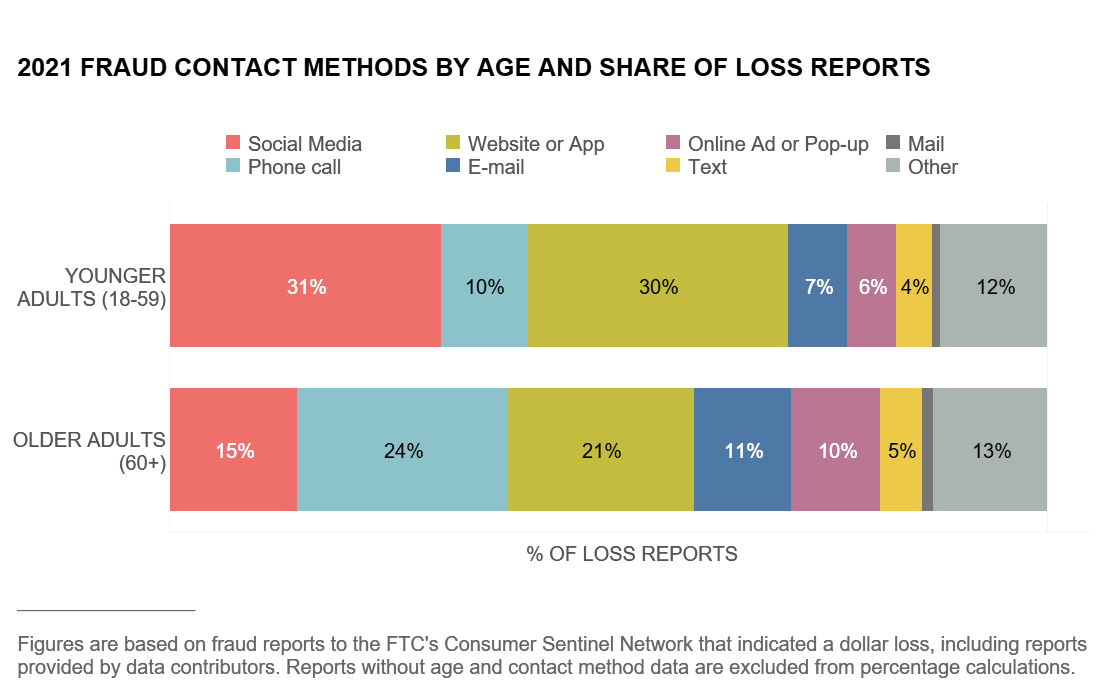 2021 FRAUD CONTACT METHODS BY AGE AND SHARE OF LOSS REPORTS
Social Media
Website or App
Online Ad or Pop-up
Mail
Phone call
E-mail
Text
Other
YOUNGER
ADULTS (18-59)
31%
10%
30%
7%
6%
4%
12%
OLDER ADULTS
(60+)
15%
24%
21%
11%
10%
5%
13%
% OF LOSS REPORTS
Figures are based on fraud reports to the FTC's Consumer Sentinel Network that indicated a dollar loss, including reports
provided by data contributors. Reports without age and contact method data are excluded from percentage calculations.